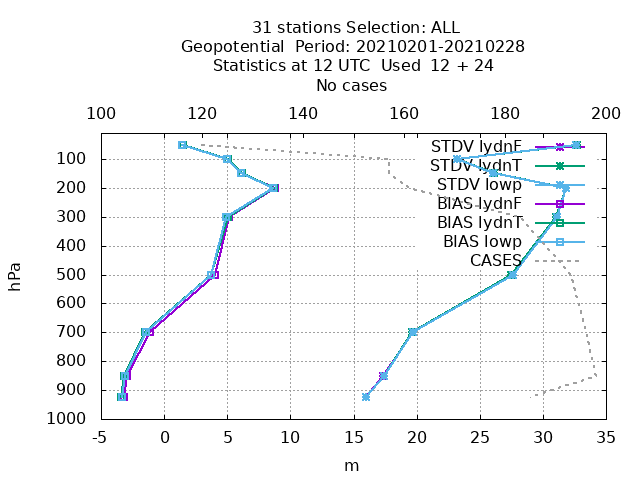 31 stations Selection: ALL
Geopotential  Period: 20210201-20210228
Statistics at 12 UTC  Used  12 + 24
No cases
100 120 140 160 180 200
STDV lydnF
STDV lydnT
STDV lowp
BIAS lydnF
BIAS lydnT
BIAS lowp
CASES
hPa
100
200
300
400
500
600
700
800
900
1000
-5 0 5 10 15 20 25 30 35
m